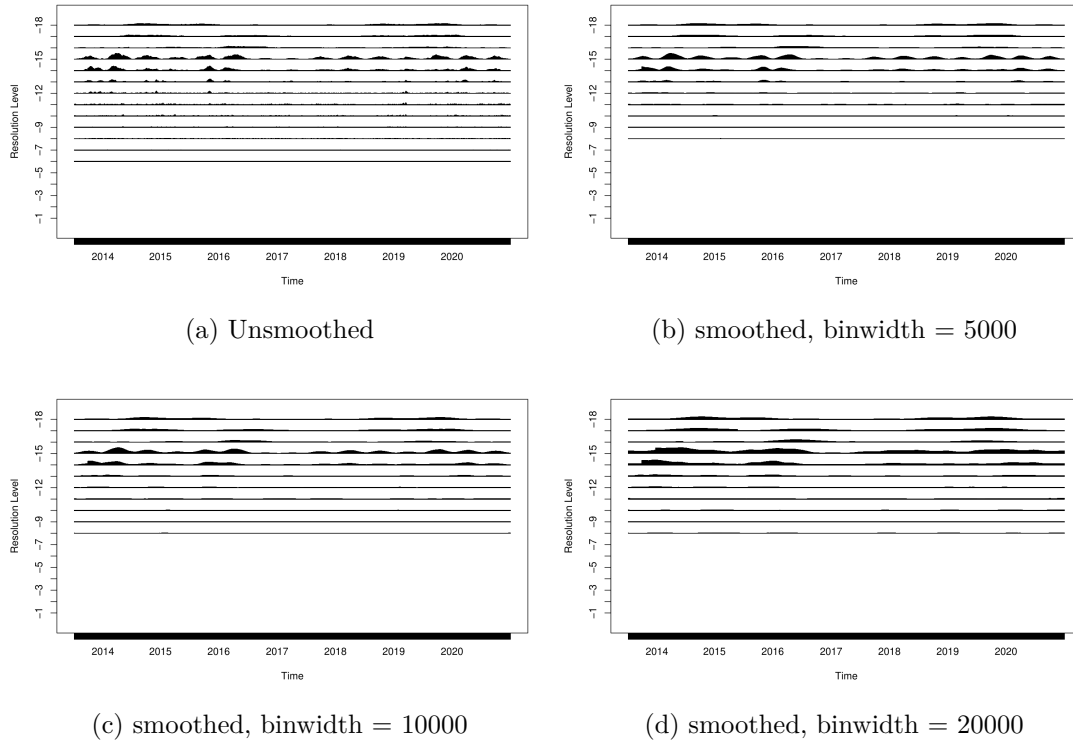 -18
-15
-12
-9
-7
-5
-3
-1
Resolution Level
2014 2015 2016 2017 2018 2019 2020
Time
(a) Unsmoothed
-18
-15
-12
-9
-7
-5
-3
-1
Resolution Level
2014 2015 2016 2017 2018 2019 2020
Time
(b) smoothed, binwidth = 5000
-18
-15
-12
-9
-7
-5
-3
-1
Resolution Level
2014 2015 2016 2017 2018 2019 2020
Time
(c) smoothed, binwidth = 10000
-18
-15
-12
-9
-7
-5
-3
-1
Resolution Level
2014 2015 2016 2017 2018 2019 2020
Time
(d) smoothed, binwidth = 20000